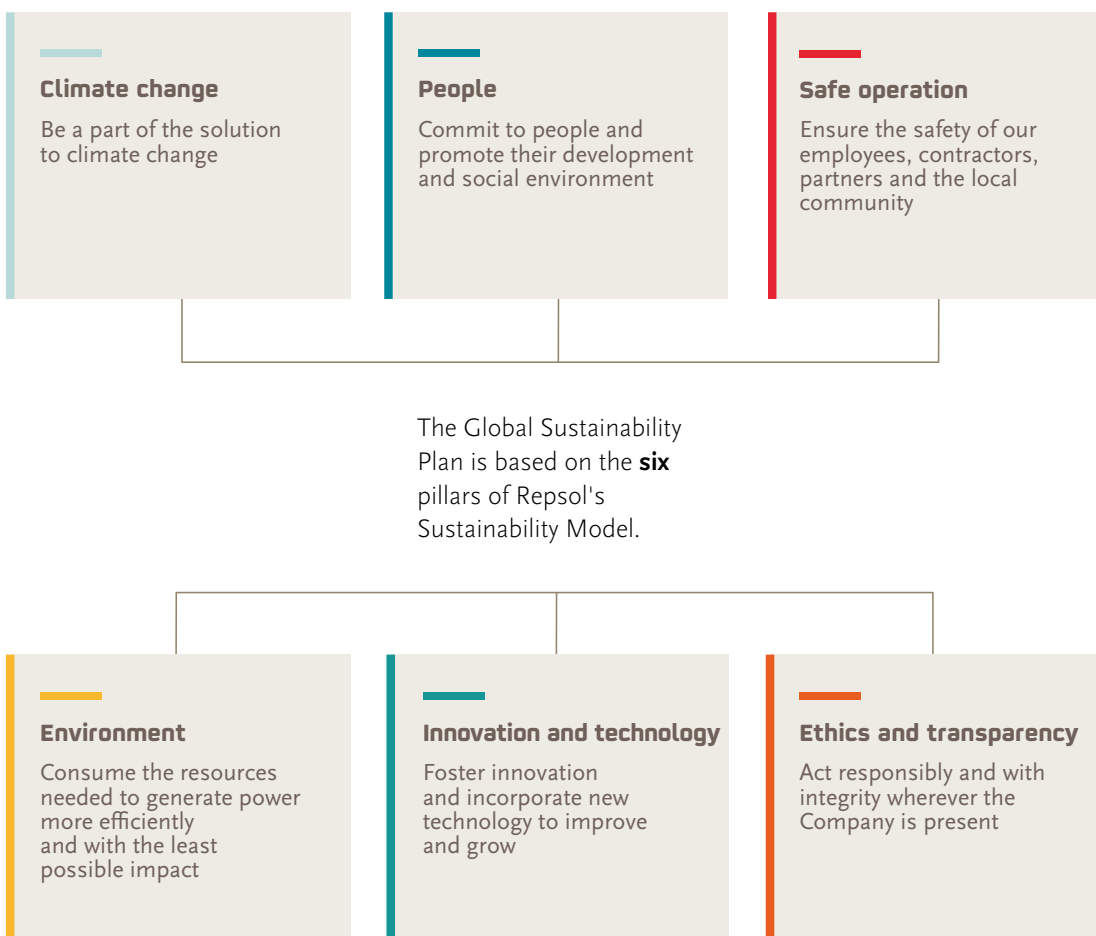 Climate change
Be a part of the solution
to climate change
People
Commit to people and
promote their development
and social environment
Safe operation
Ensure the safety of our
employees, contractors,
partners and the local
community
The Global Sustainability
Plan is based on the six
pillars of Repsol's
Sustainability Model.
Environment
Consume the resources
needed to generate power
more efficiently
and with the least
possible impact
Innovation and technology
Foster innovation
and incorporate new
technology to improve
and grow
Ethics and transparency
Act responsibly and with
integrity wherever the
Company is present